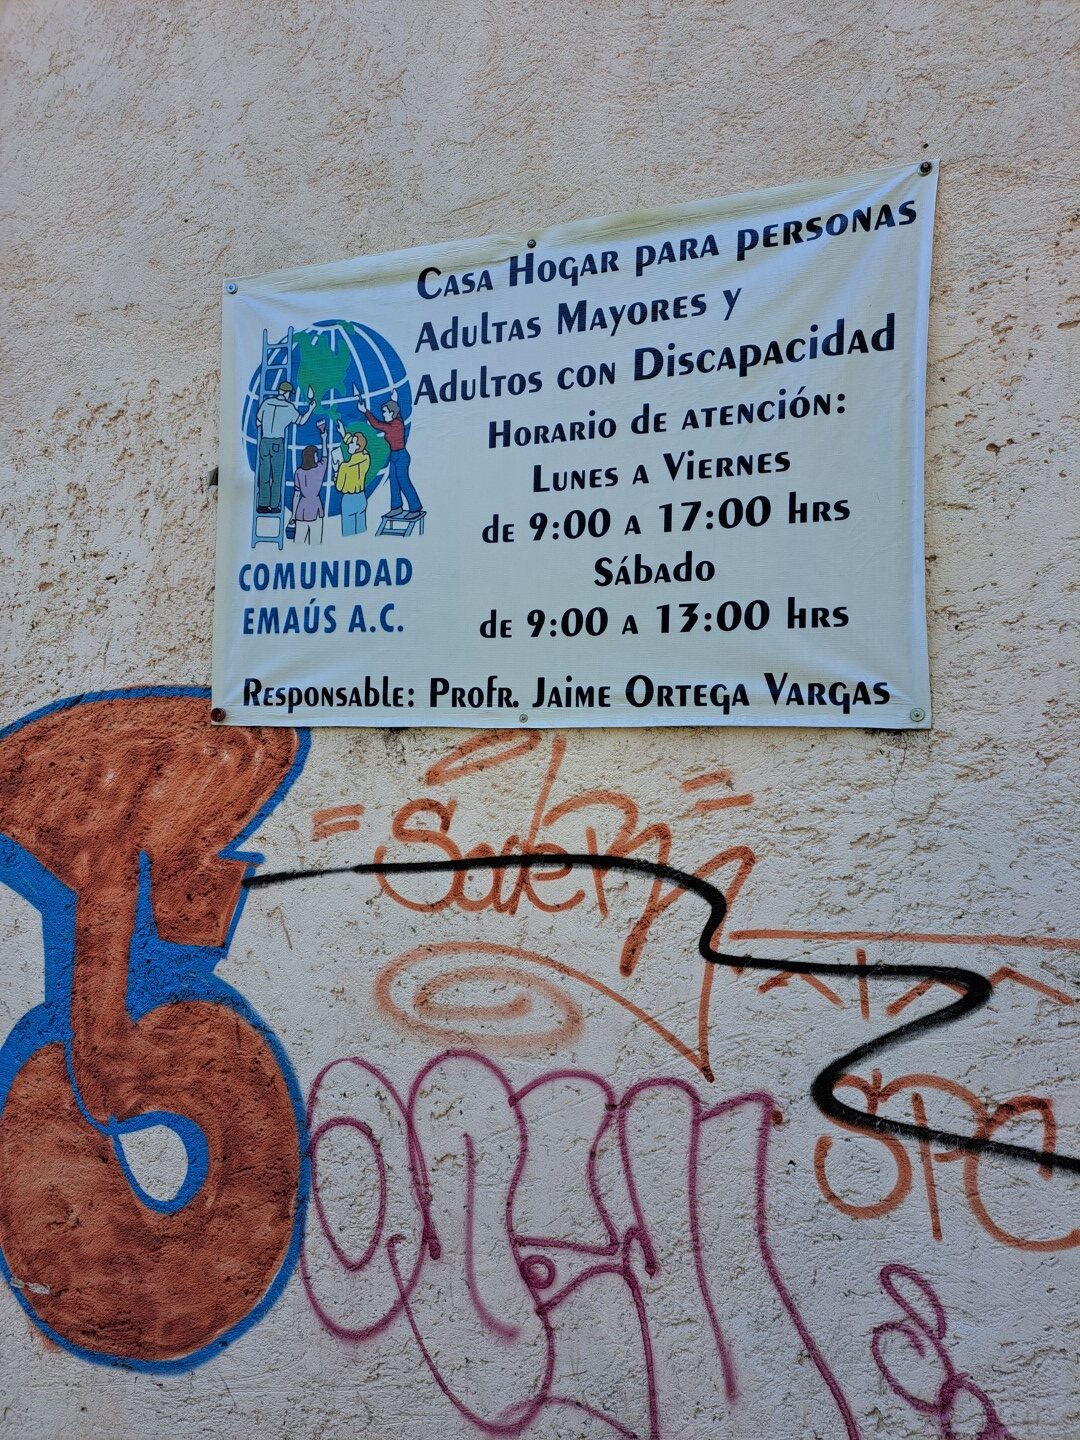 Casa Hogar para personas
Adultas Mayores y
Adultos con Discapacidad
Horario de atención:
Lunes a Viernes
de 9:00 a 17:00 hrs
Sábado
de 9:00 a 13:00 hrs
COMUNIDAD
EMAÚS A.C.
Responsable: Profr. Jaime Ortega Vargas
SPC